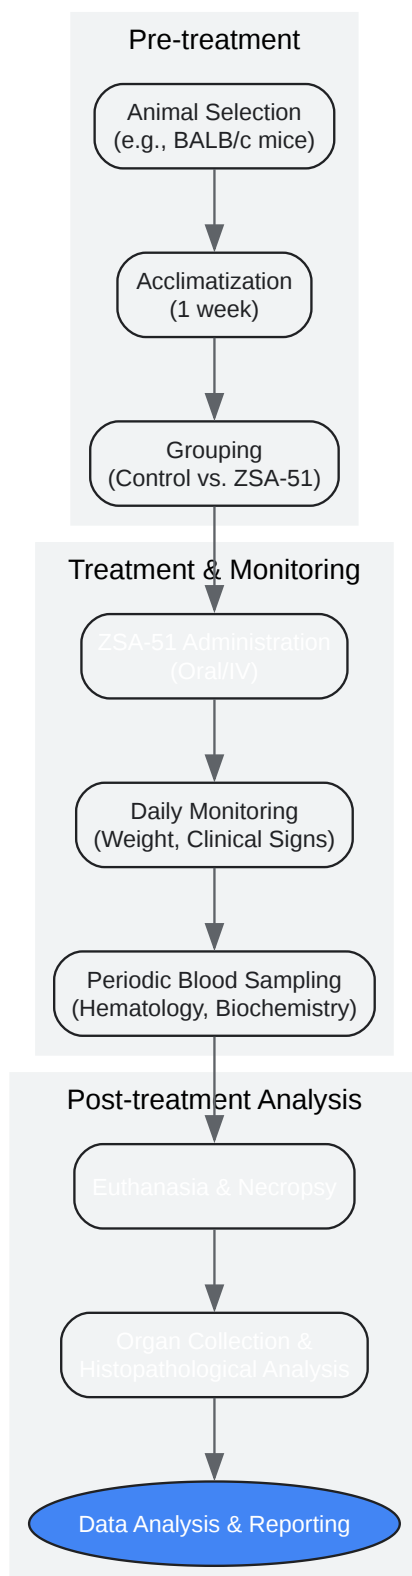 Pre-treatment
Animal Selection
(e.g., BALB/c mice)
Acclimatization
(1 week)
Grouping
(Control vs. ZSA-51)
Treatment & Monitoring
ZSA-51 Administration
(Oral/IV)
Daily Monitoring
(Weight, Clinical Signs)
Periodic Blood Sampling
(Hematology, Biochemistry)
Post-treatment Analysis
Euthanasia & Necropsy
Organ Collection &
Histopathological Analysis
Data Analysis & Reporting